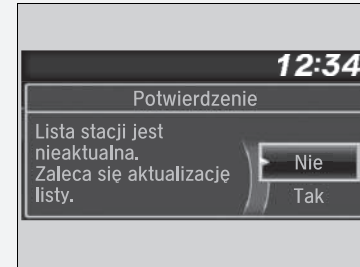 12:34
Potwierdzenie
Lista stacji jest
nieaktualna.
Zaleca się aktualizację
listy.
Nie
Tak